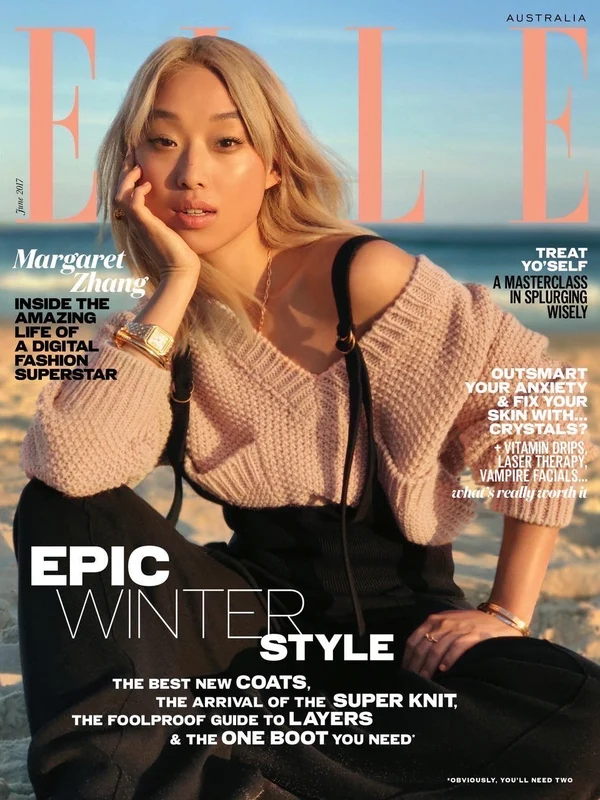 AUSTRALIA
ELLE
June 2017
Margaret
Zhang
INSIDE THE
AMAZING
LIFE OF
A DIGITAL
FASHION
SUPERSTAR
TREAT
YO'SELF
A MASTERCLASS
IN SPLURGING
WISELY
OUTSMART
YOUR ANXIETY
& FIX YOUR
SKIN WITH...
CRYSTALS?
+ VITAMIN DRIPS,
LASER THERAPY,
VAMPIRE FACIALS...
what's really worth it
EPIC
WINTER
STYLE
THE BEST NEW COATS,
THE ARRIVAL OF THE SUPER KNIT,
THE FOOLPROOF GUIDE TO LAYERS
& THE ONE BOOT YOU NEED*
*OBVIOUSLY, YOU'LL NEED TWO